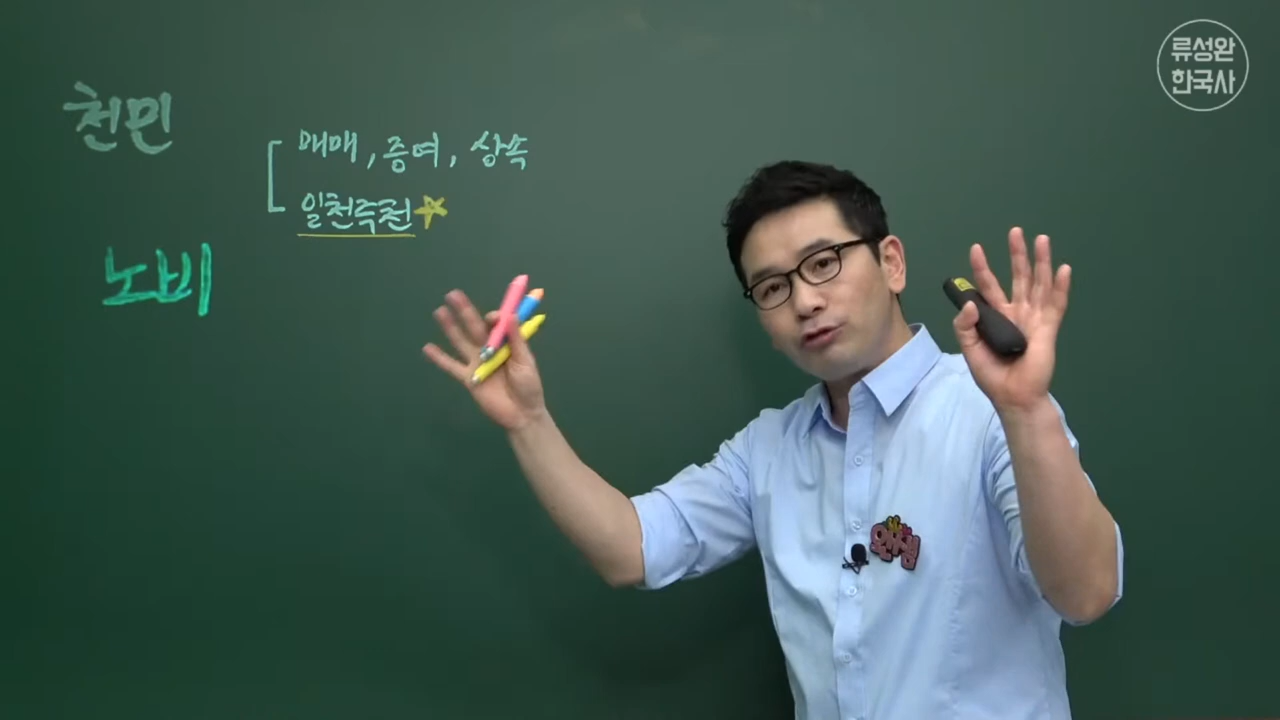 천민
매매, 증여, 상속
일천즉천
노비
류성완
한국사